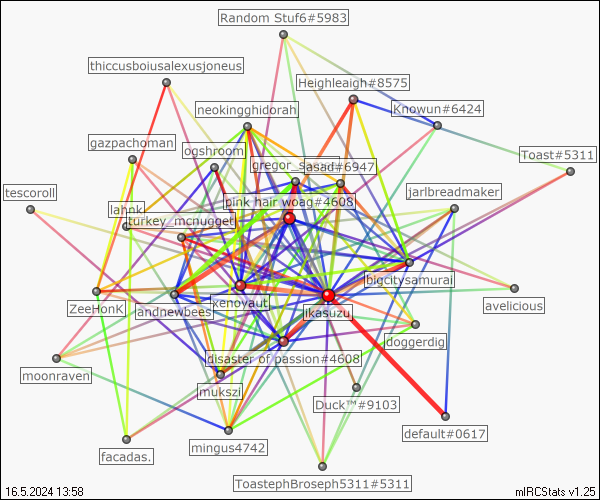 Random Stuf6#5983
thiccusboiusalexusjoneus
Heighleaigh#8575
neokingghidorah
Knowun#6424
gazpachoman
ogshroom
Toast#5311
gregor_samsa
sasad#6947
tescoroll
jarlbreadmaker
lahnk
pink hair woag#4608
turkey_mcnugget
bigcitysamurai
ZeeHonK
andnewbees
xenovaut
ikasuzu
avelicious
doggerdig
disaster of passion#4608
moonraven
mukszi
Duck™#9103
default#0617
facadas.
mingus4742
ToastephBroseph5311#5311
16.5.2024 13:58
mIRCStats v1.25